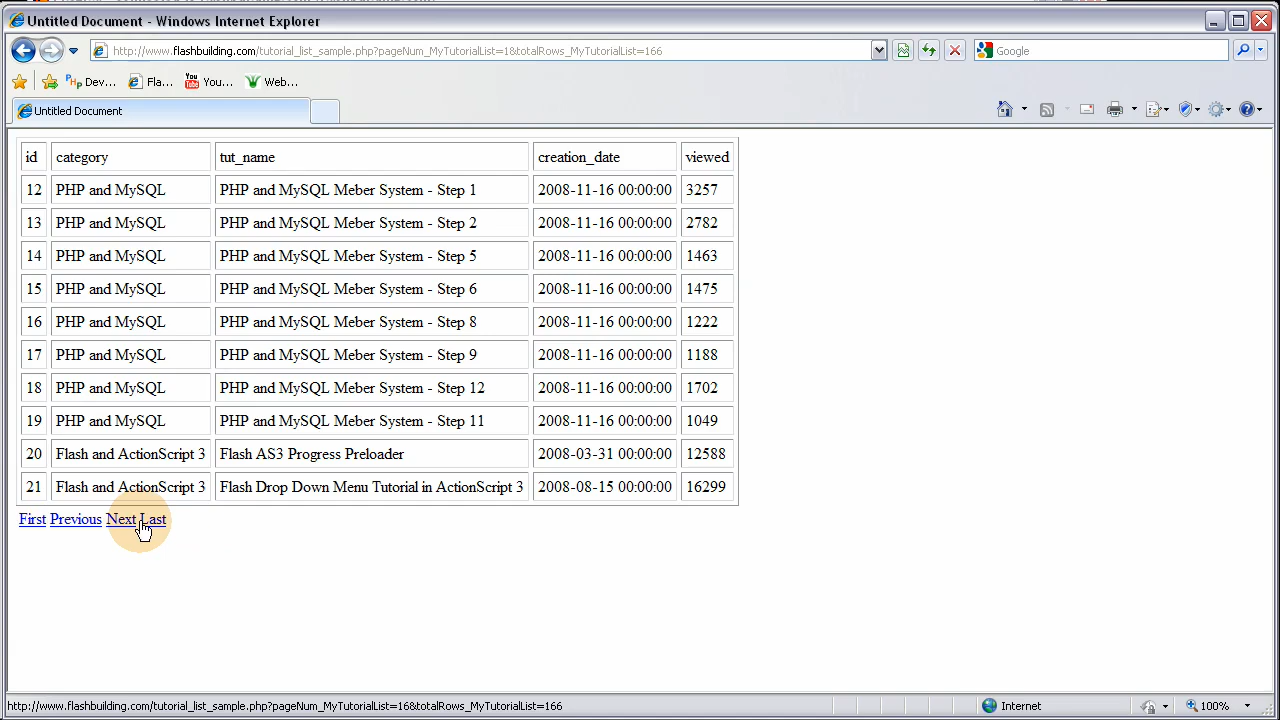 Untitled Document - Windows Internet Explorer
http://www.flashbuilding.com/tutorial_list_sample.php?pageNum_MyTutorialList=1&totalRows_MyTutorialList=166
Google
PHP Dev... Fla... You Tube You... Web...
Untitled Document
id category tut_name creation_date viewed
12 PHP and MySQL PHP and MySQL Meber System - Step 1 2008-11-16 00:00:00 3257
13 PHP and MySQL PHP and MySQL Meber System - Step 2 2008-11-16 00:00:00 2782
14 PHP and MySQL PHP and MySQL Meber System - Step 5 2008-11-16 00:00:00 1463
15 PHP and MySQL PHP and MySQL Meber System - Step 6 2008-11-16 00:00:00 1475
16 PHP and MySQL PHP and MySQL Meber System - Step 8 2008-11-16 00:00:00 1222
17 PHP and MySQL PHP and MySQL Meber System - Step 9 2008-11-16 00:00:00 1188
18 PHP and MySQL PHP and MySQL Meber System - Step 12 2008-11-16 00:00:00 1702
19 PHP and MySQL PHP and MySQL Meber System - Step 11 2008-11-16 00:00:00 1049
20 Flash and ActionScript 3 Flash AS3 Progress Preloader 2008-03-31 00:00:00 12588
21 Flash and ActionScript 3 Flash Drop Down Menu Tutorial in ActionScript 3 2008-08-15 00:00:00 16299
First Previous Next Last
http://www.flashbuilding.com/tutorial_list_sample.php?pageNum_MyTutorialList=16&totalRows_MyTutorialList=166 Internet 100%